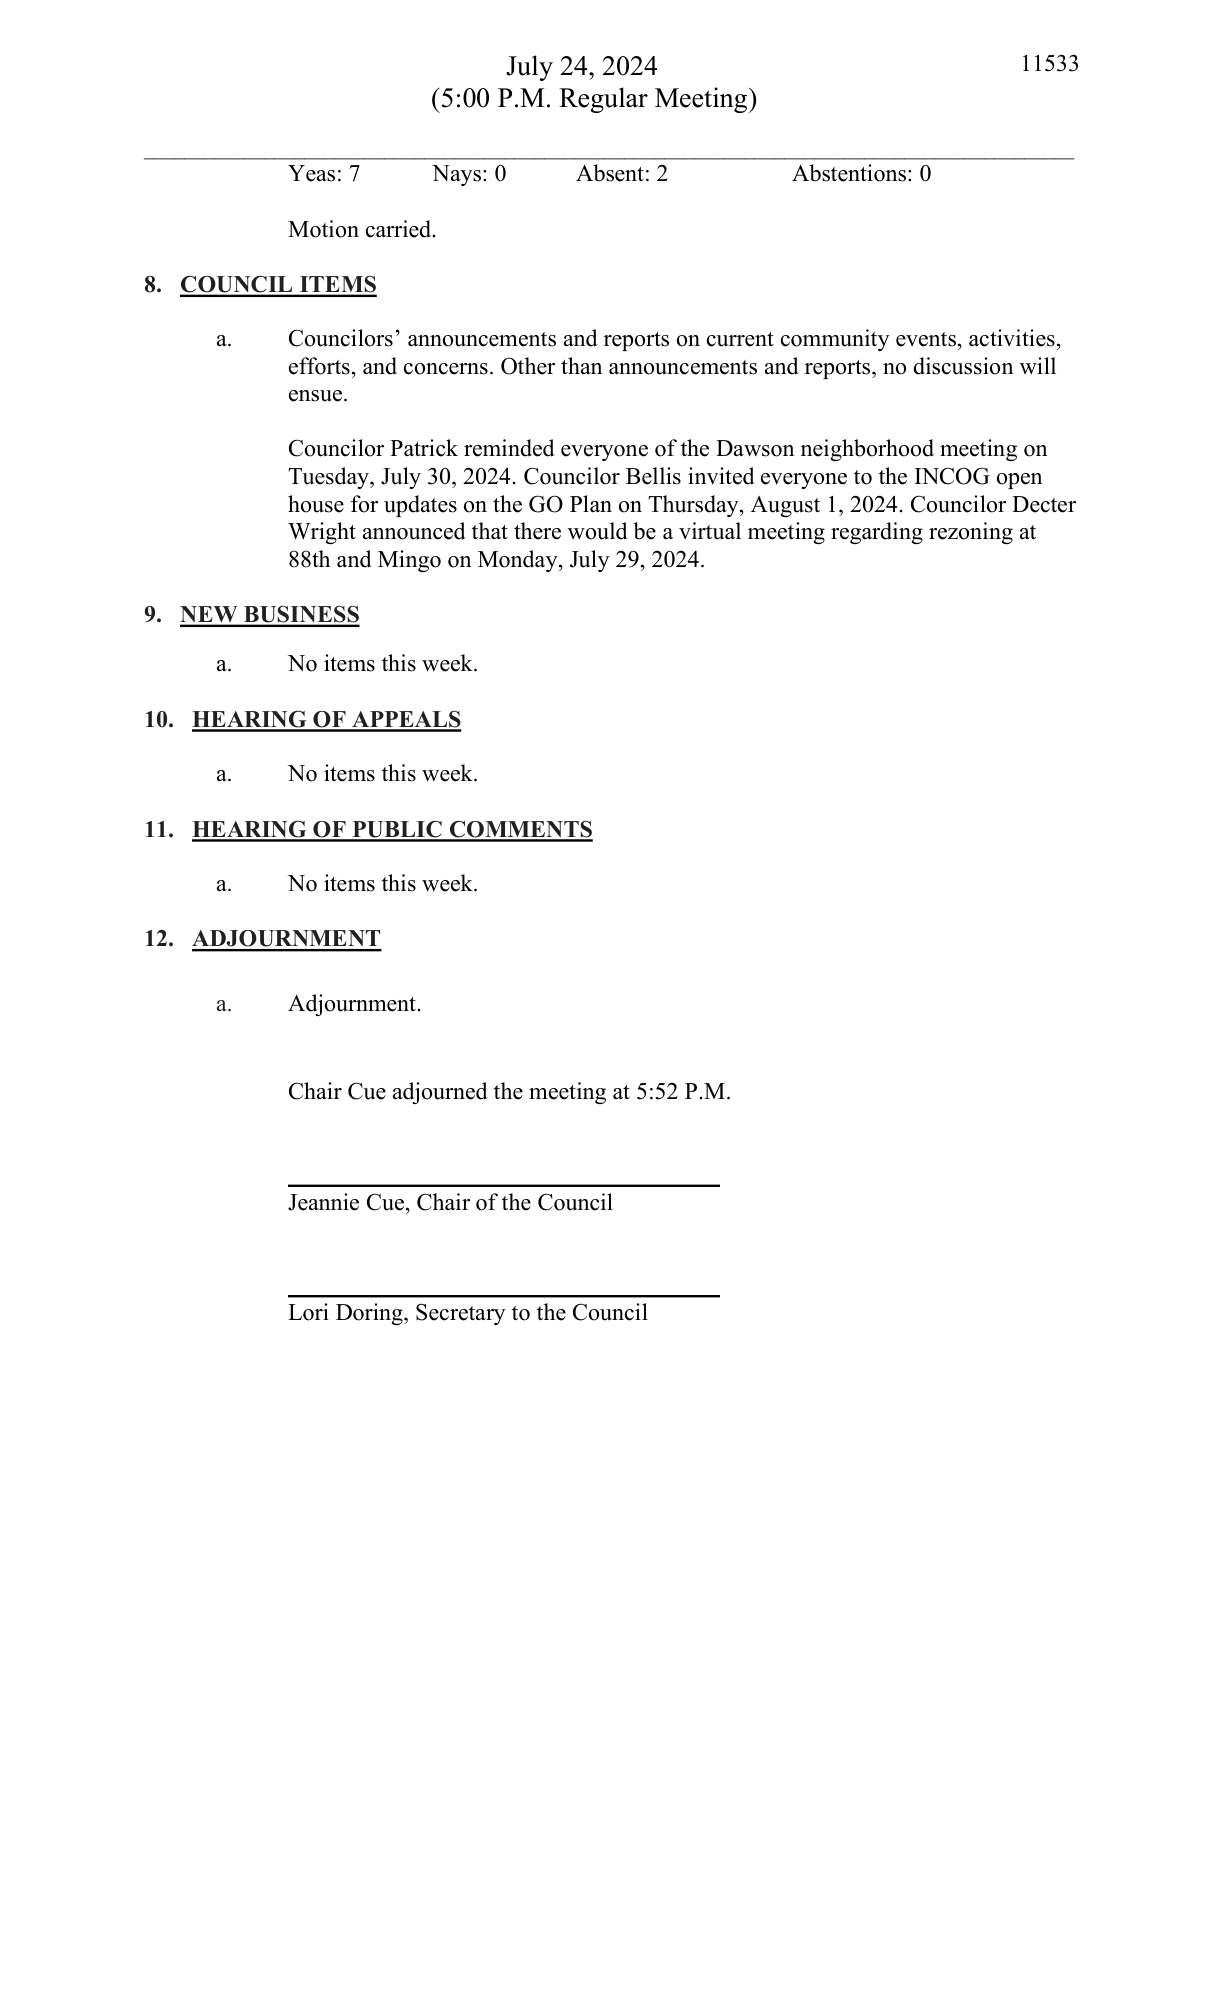 July 24, 2024
11533
(5:00 P.M. Regular Meeting)
Yeas: 7 Nays: 0 Absent: 2 Abstentions: 0
Motion carried.
8. COUNCIL ITEMS
a. Councilors’ announcements and reports on current community events, activities,
efforts, and concerns. Other than announcements and reports, no discussion will
ensue.
Councilor Patrick reminded everyone of the Dawson neighborhood meeting on
Tuesday, July 30, 2024. Councilor Bellis invited everyone to the INCOG open
house for updates on the GO Plan on Thursday, August 1, 2024. Councilor Decter
Wright announced that there would be a virtual meeting regarding rezoning at
88th and Mingo on Monday, July 29, 2024.
9. NEW BUSINESS
a. No items this week.
10. HEARING OF APPEALS
a. No items this week.
11. HEARING OF PUBLIC COMMENTS
a. No items this week.
12. ADJOURNMENT
a. Adjournment.
Chair Cue adjourned the meeting at 5:52 P.M.
Jeannie Cue, Chair of the Council
Lori Doring, Secretary to the Council